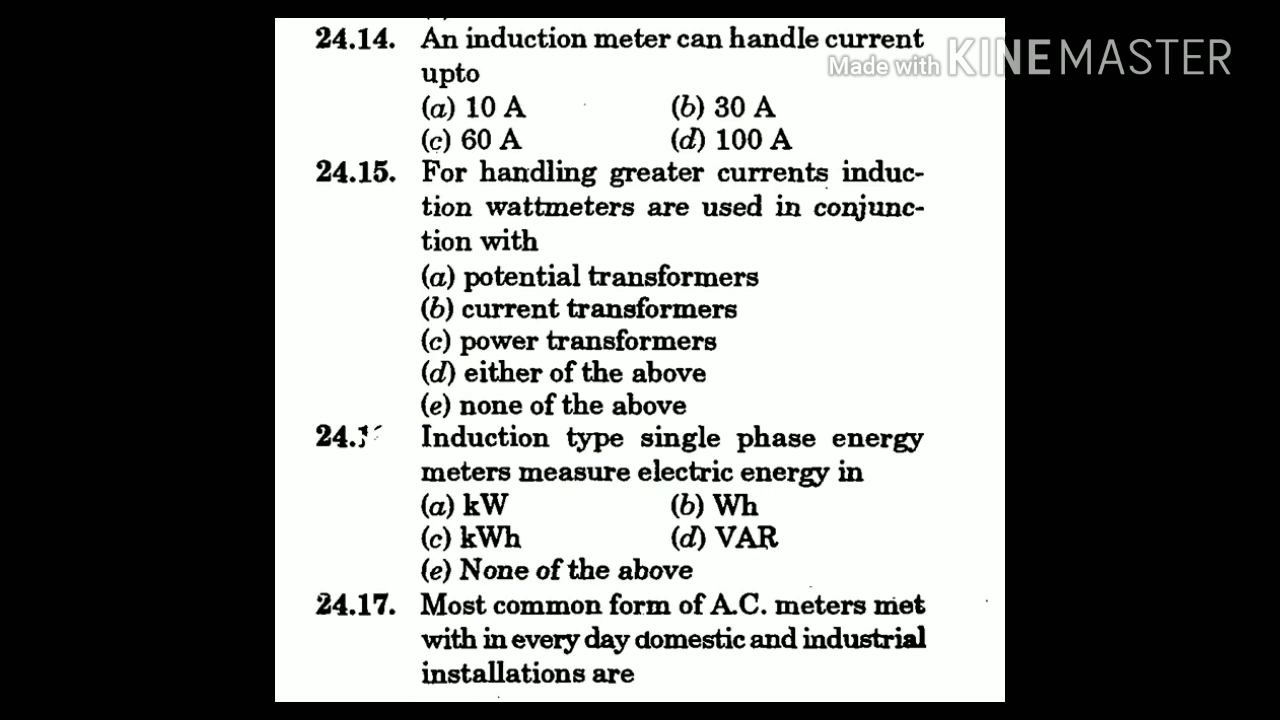 24.14. An induction meter can handle current
upto
Made with KINEMASTER
(a) 10 A (b) 30 A
(c) 60 A (d) 100 A
24.15. For handling greater currents induc-
tion wattmeters are used in conjunc-
tion with
(a) potential transformers
(b) current transformers
(c) power transformers
(d) either of the above
(e) none of the above
Induction type single phase energy
meters measure electric energy in
(a) kW (b) Wh
(c) kWh (d) VAR
(e) None of the above
24.17. Most common form of A.C. meters met
with in every day domestic and industrial
installations are